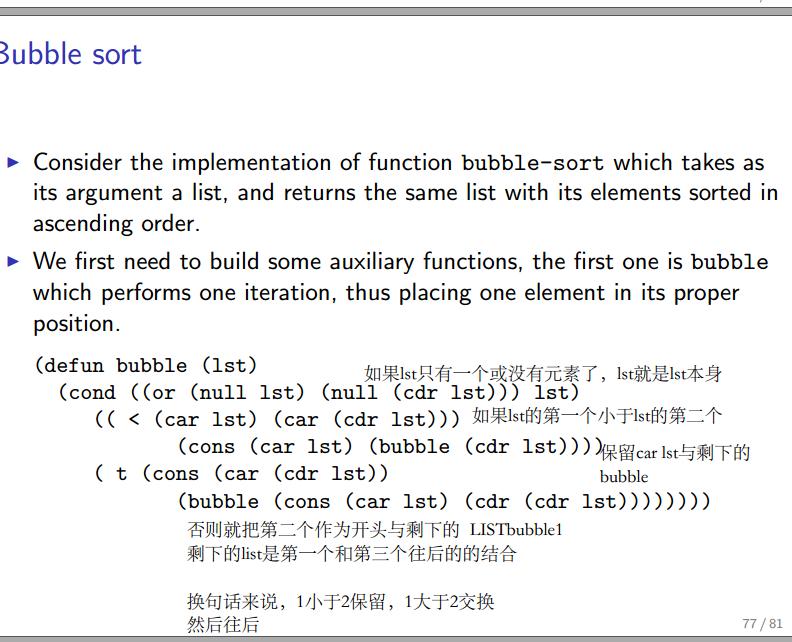 Bubble sort
Consider the implementation of function bubble-sort which takes as
its argument a list, and returns the same list with its elements sorted in
ascending order.
We first need to build some auxiliary functions, the first one is bubble
which performs one iteration, thus placing one element in its proper
position.
(defun bubble (lst)
如果lst只有一个或没有元素了，lst就是lst本身
(cond ((or (null lst) (null (cdr lst))) lst)
(( < (car lst) (car (cdr lst)))
如果lst的第一个小于lst的第二个
(cons (car lst) (bubble (cdr lst))))
保留car lst与剩下的
bubble
( t (cons (car (cdr lst))
(bubble (cons (car lst) (cdr (cdr lst))))))))
否则就把第二个作为开头与剩下的 LISTbubble1
剩下的list是第一个和第三个往后的的结合
换句话来说，1小于2保留，1大于2交换
然后往后
77 / 81